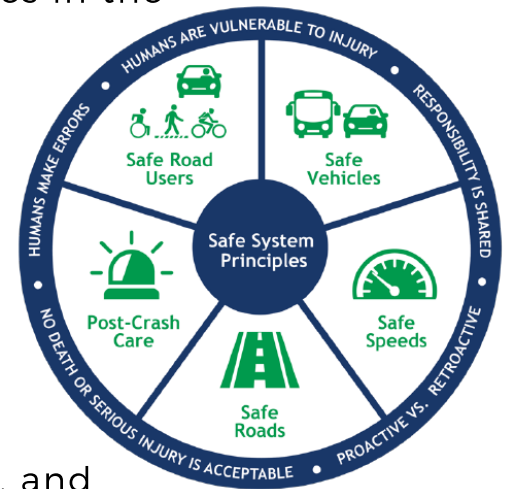 HUMANS ARE VULNERABLE TO INJURY
RESPONSIBILITY IS SHARED
PROACTIVE VS. RETROACTIVE
NO DEATH OR SERIOUS INJURY IS ACCEPTABLE
HUMANS MAKE ERRORS
Safe Road
Users
Safe
Vehicles
Safe System
Principles
Post-Crash
Care
Safe
Speeds
Safe
Roads
and